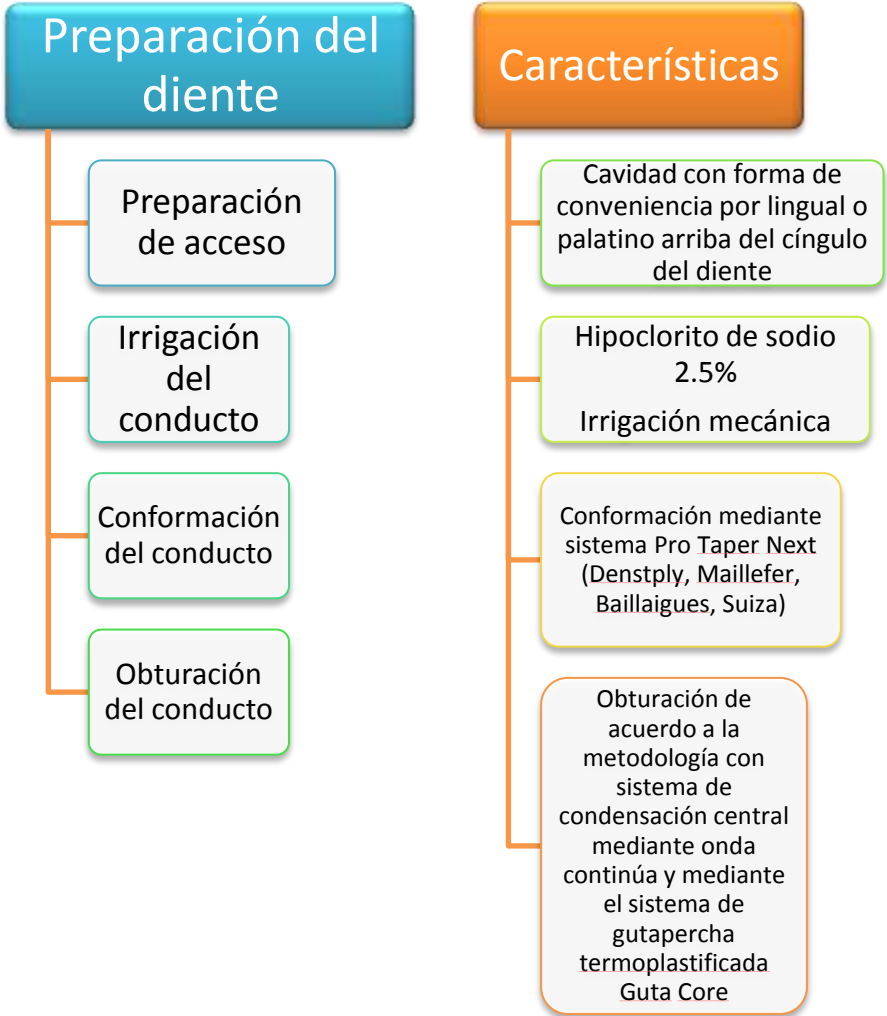 Preparación del
diente
Preparación
de acceso
Irrigación
del
conducto
Conformación
del conducto
Obturación
del conducto
Características
Cavidad con forma de
conveniencia por lingual o
palatino arriba del cíngulo
del diente
Hipoclorito de sodio
2.5%
Irrigación mecánica
Conformación mediante
sistema Pro Taper Next
(Denstply, Maillefer,
Baillaigues, Suiza)
Obturación de
acuerdo a la
metodología con
sistema de
condensación central
mediante onda
continúa y mediante
el sistema de
gutapercha
termoplastificada
Guta Core